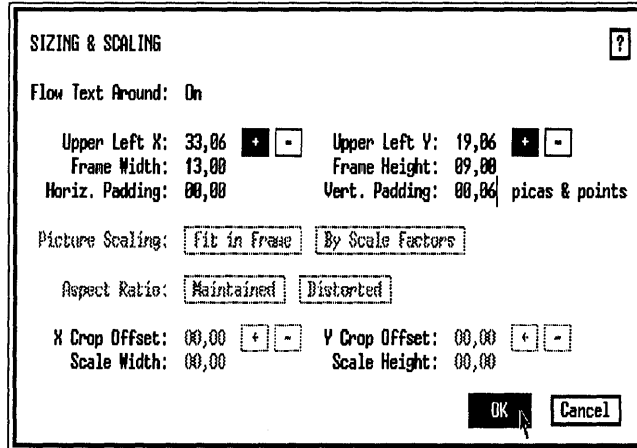 SIZING & SCALING ?
Flow Text Around: On
Upper Left X: 33,06 + - Upper Left Y: 19,06 + -
Frame Width: 13,00 Frame Height: 09,00
Horiz. Padding: 00,00 Vert. Padding: 00,06 picas & points
Picture Scaling: Fit in Frame By Scale Factors
Aspect Ratio: Maintained Distorted
X Crop Offset: 00,00 + - Y Crop Offset: 00,00 + -
Scale Width: 00,00 Scale Height: 00,00
OK Cancel